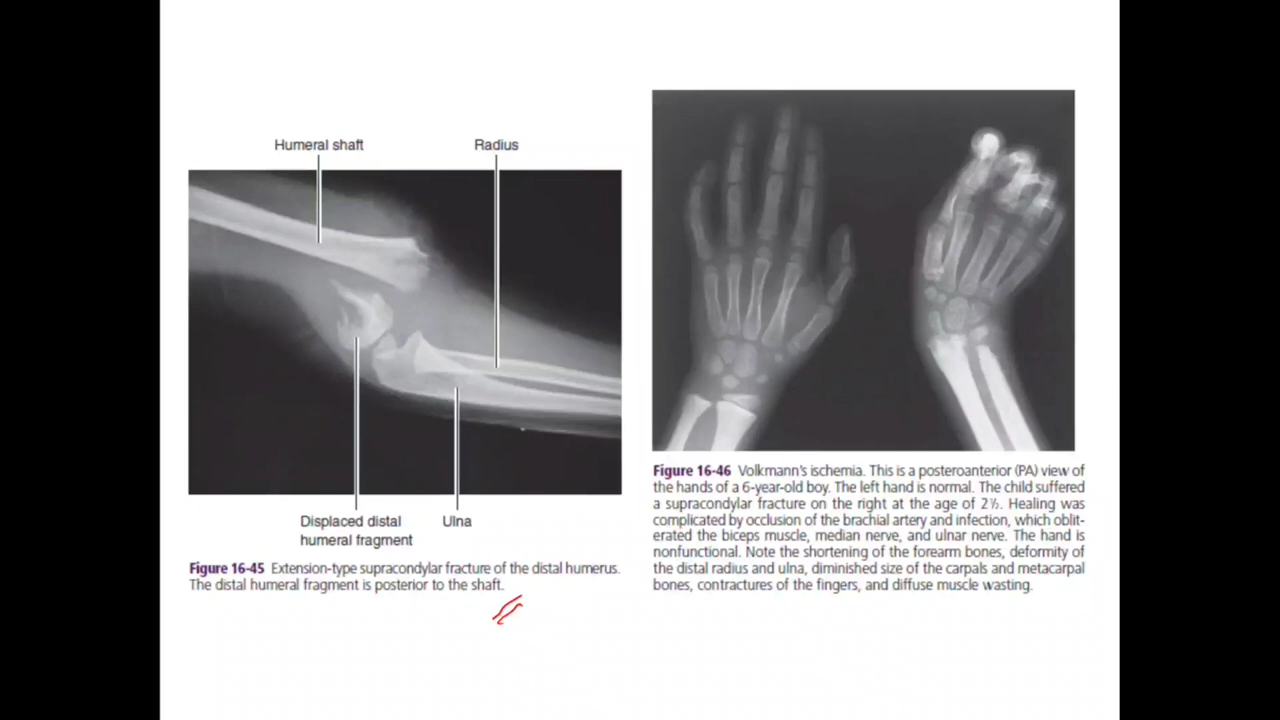 Humeral shaft
Radius
Displaced distal
humeral fragment
Ulna
Figure 16-45 Extension-type supracondylar fracture of the distal humerus.
The distal humeral fragment is posterior to the shaft.
Figure 16-46 Volkmann's ischemia. This is a posteroanterior (PA) view of
the hands of a 6-year-old boy. The left hand is normal. The child suffered
a supracondylar fracture on the right at the age of 2½. Healing was
complicated by occlusion of the brachial artery and infection, which oblit-
erated the biceps muscle, median nerve, and ulnar nerve. The hand is
nonfunctional. Note the shortening of the forearm bones, deformity of
the distal radius and ulna, diminished size of the carpals and metacarpal
bones, contractures of the fingers, and diffuse muscle wasting.